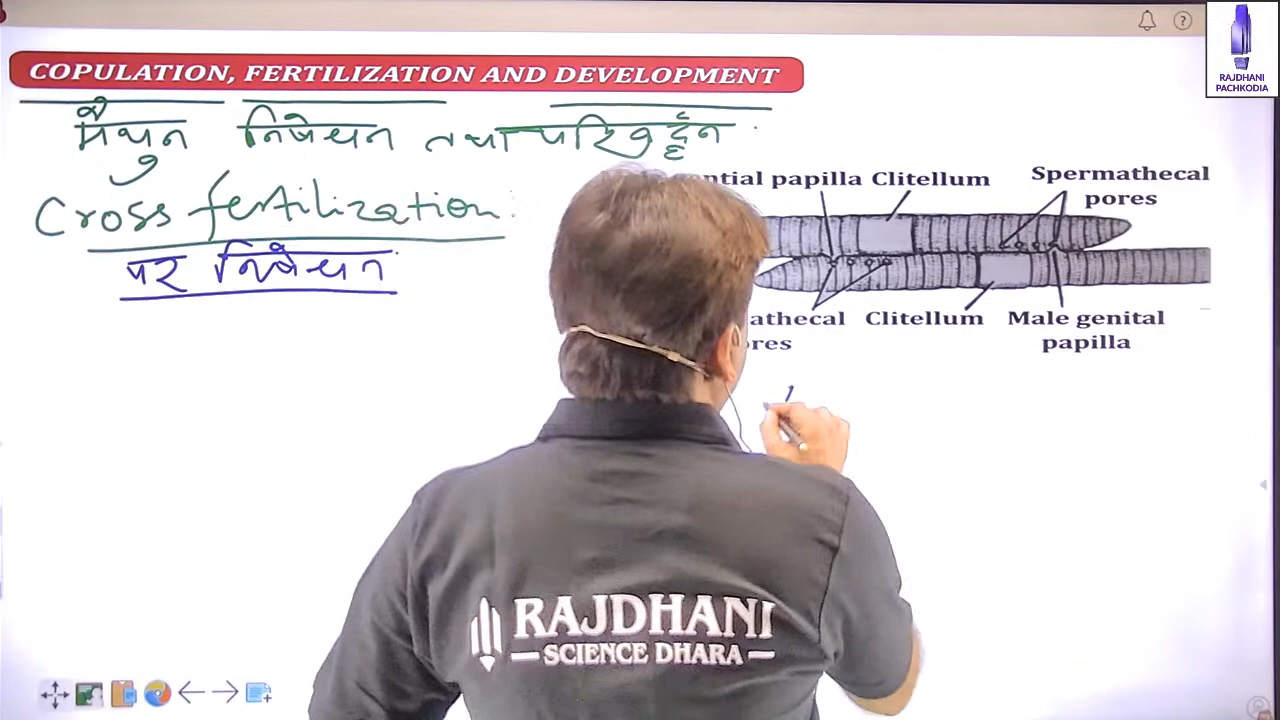 RAJDHANI
PACHKODIA
COPULATION, FERTILIZATION AND DEVELOPMENT
मैथुन निषेचन तथा परिवर्द्धन
Cross fertilization
पर निषेचन
papilla Clitellum
Spermathecal
pores
Clitellum
Male genital
papilla
RAJDHANI
SCIENCE DHARA